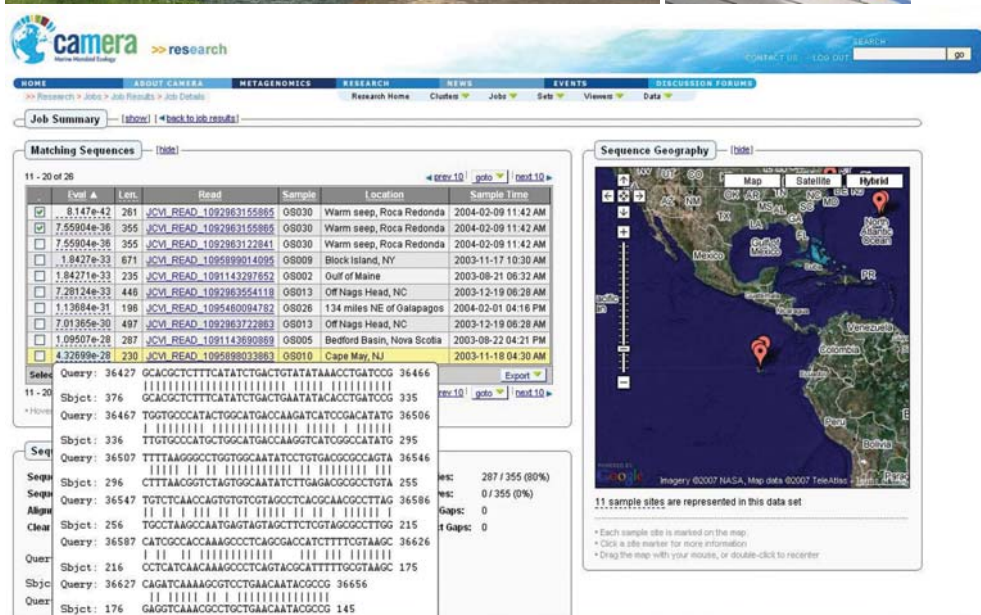 camera
Marine Microbial Ecology
>> research
SEARCH
CONTACT US LOG OUT
go
HOME ABOUT CAMERA METAGENOMICS RESEARCH NEWS EVENTS DISCUSSION FORUMS
>> Research > Jobs > Job Results > Job Details
Research Home Clusters Jobs Sets Viewers Data
Job Summary [show] [back to job results]
Matching Sequences [hide]
11 - 20 of 26 prev 10 goto next 10
Eval Len. Read Sample Location Sample Time
8.147e-42 261 JCVI_READ_1092963155865 GS030 Warm seep, Roca Redonda 2004-02-09 11:42 AM
7.55904e-36 355 JCVI_READ_1092963155865 GS030 Warm seep, Roca Redonda 2004-02-09 11:42 AM
7.55904e-36 355 JCVI_READ_1092963122841 GS030 Warm seep, Roca Redonda 2004-02-09 11:42 AM
1.8427e-33 671 JCVI_READ_1095899014095 GS009 Block Island, NY 2003-11-17 10:30 AM
1.84271e-33 235 JCVI_READ_1091143297652 GS002 Gulf of Maine 2003-08-21 06:32 AM
7.28124e-33 446 JCVI_READ_1092963554118 GS013 Off Nags Head, NC 2003-12-19 06:28 AM
1.13684e-31 196 JCVI_READ_1095460094782 GS026 134 miles NE of Galapagos 2004-02-01 04:16 PM
7.01365e-30 497 JCVI_READ_1092963722863 GS013 Off Nags Head, NC 2003-12-19 06:28 AM
1.09507e-28 287 JCVI_READ_1091143690869 GS005 Bedford Basin, Nova Scotia 2003-08-22 04:21 PM
4.32699e-28 230 JCVI_READ_1095898033863 GS010 Cape May, NJ 2003-11-18 04:30 AM
Export
prev 10 goto next 10
Query: 36427 GCACGCTCTTTCATATCTGACTGTATATAAACCTGATCCG 36466
Sbjct: 376 GCACGCTCTTTCATATCTGACTGAATATACACCTGATCCG 335
Query: 36467 TGGTGCCCATACTGGCATGACCAAGATCATCCGACATATG 36506
Sbjct: 336 TTGTGCCCATGCTGGCATGACCAAGGTCATCGGCCATATG 295
Query: 36507 TTTTAAGGGCCTGGTGGCAATATCCTGTGACGCGCCAGTA 36546
Sbjct: 296 CTTTAACGGTCTAGTGGCAATATCTTGAGACGCGCCTGTA 255
Query: 36547 TGTCTCAACCAGTGTGTCGTAGCCTCACGCAACGCCTTAG 36586
Sbjct: 256 TGCCTAAGCCAATGAGTAGTAGCTTCTCGTAGCGCCTTGG 215
Query: 36587 CATCGCCACCAAAGCCCTCAGCGACCATCTTTTCGTAAGC 36626
Sbjct: 216 CCTCATCAACAAAGCCCTCAGTACGCATTTTTGCGTAAGC 175
Query: 36627 CAGATCAAAAGCGTCCTGAACAATACGCCG 36656
Sbjct: 176 GAGGTCAAACGCCTGCTGAACAATACGCCG 145
287 / 355 (80%)
0 / 355 (0%)
Gaps: 0
Gaps: 0
Sequence Geography [hide]
Map Satellite Hybrid
Mexico
Gulf of Mexico
North Atlantic Ocean
Cuba
PR
Guatemala
Nicaragua
Venezuela
Colombia
Ecuador
Peru
Bolivia
POWERED BY
Google
Imagery ©2007 NASA, Map data ©2007 TeleAtlas - Terms of Use
11 sample sites are represented in this data set
* Each sample site is marked on the map.
* Click a site marker for more information
* Drag the map with your mouse, or double-click to recenter